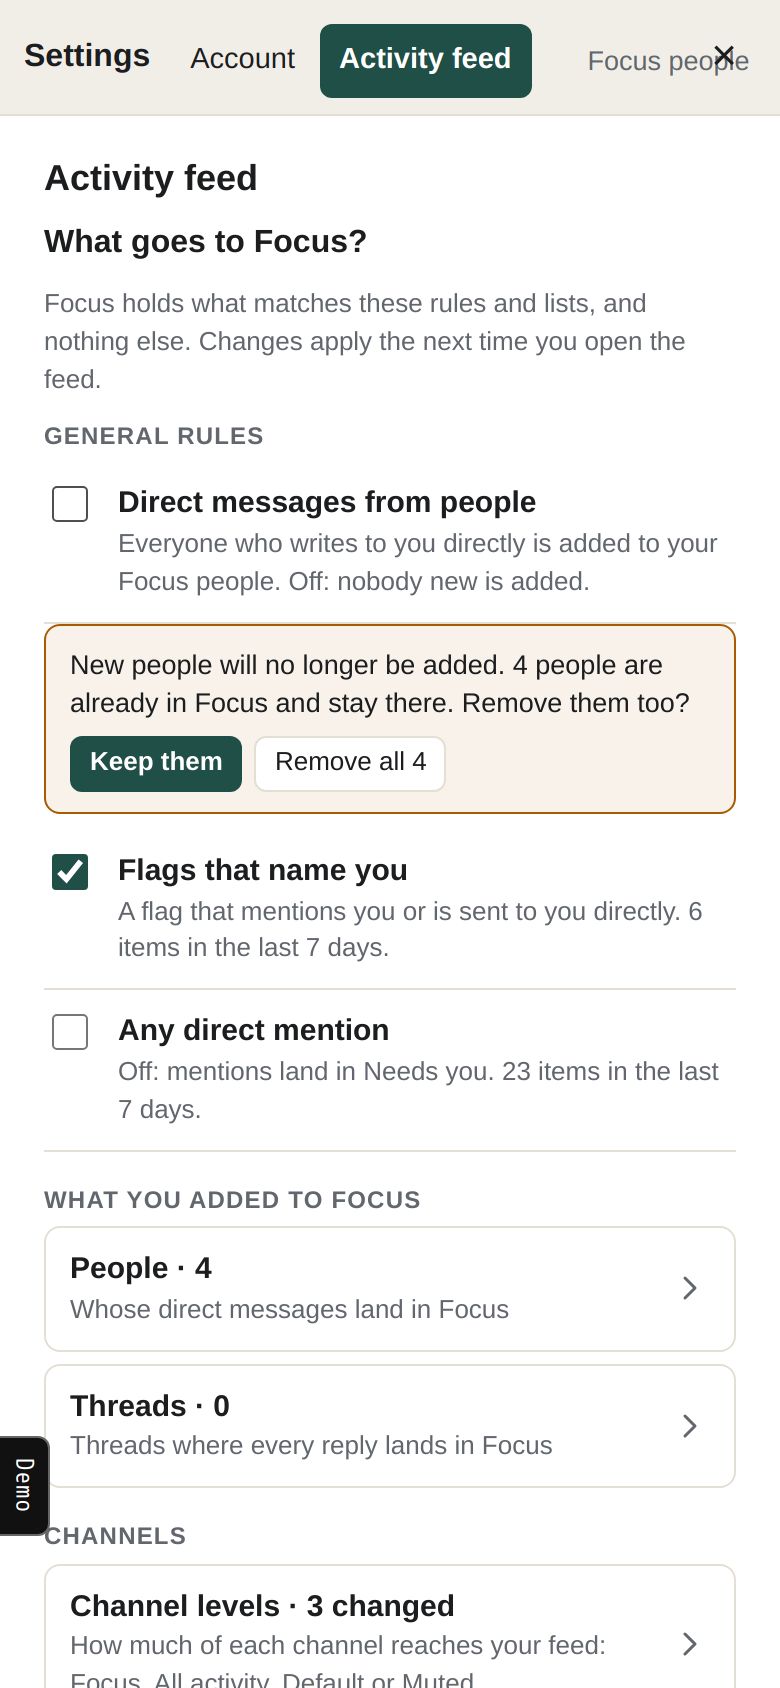 Settings
Account
Activity feed
Focus people
Activity feed
What goes to Focus?
Focus holds what matches these rules and lists, and
nothing else. Changes apply the next time you open the
feed.
GENERAL RULES
Direct messages from people
Everyone who writes to you directly is added to your
Focus people. Off: nobody new is added.
New people will no longer be added. 4 people are
already in Focus and stay there. Remove them too?
Keep them
Remove all 4
Flags that name you
A flag that mentions you or is sent to you directly. 6
items in the last 7 days.
Any direct mention
Off: mentions land in Needs you. 23 items in the last
7 days.
WHAT YOU ADDED TO FOCUS
People · 4
Whose direct messages land in Focus
Threads · 0
Threads where every reply lands in Focus
Demo
CHANNELS
Channel levels · 3 changed
How much of each channel reaches your feed:
Focus, All activity, Default or Muted